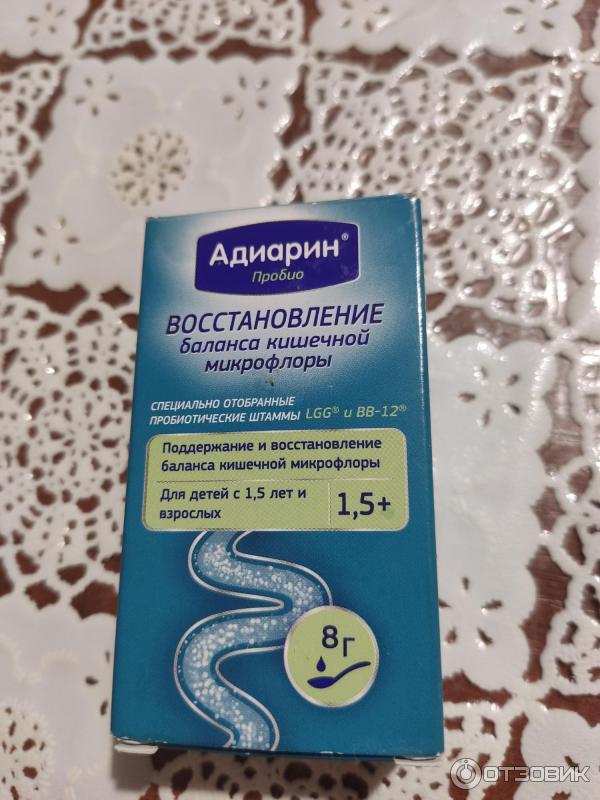 Адиарин®
Пробио
ВОССТАНОВЛЕНИЕ
баланса кишечной
микрофлоры
СПЕЦИАЛЬНО ОТОБРАННЫЕ
ПРОБИОТИЧЕСКИЕ ШТАММЫ LGG® и BB-12®
Поддержание и восстановление
баланса кишечной микрофлоры
Для детей с 1,5 лет и
взрослых
1,5+
8г
ОТЗОВИК